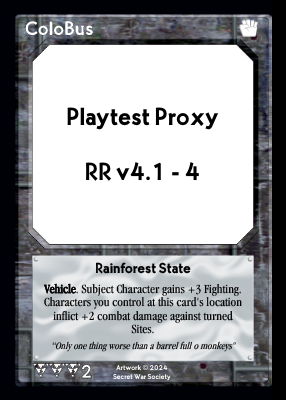 ColoBus
Playtest Proxy
RR v4.1 - 4
Rainforest State
Vehicle. Subject Character gains +3 Fighting.
Characters you control at this card's location
inflict +2 combat damage against turned
Sites.
"Only one thing worse than a barrel full o monkeys"
2
Artwork © 2024
Secret War Society